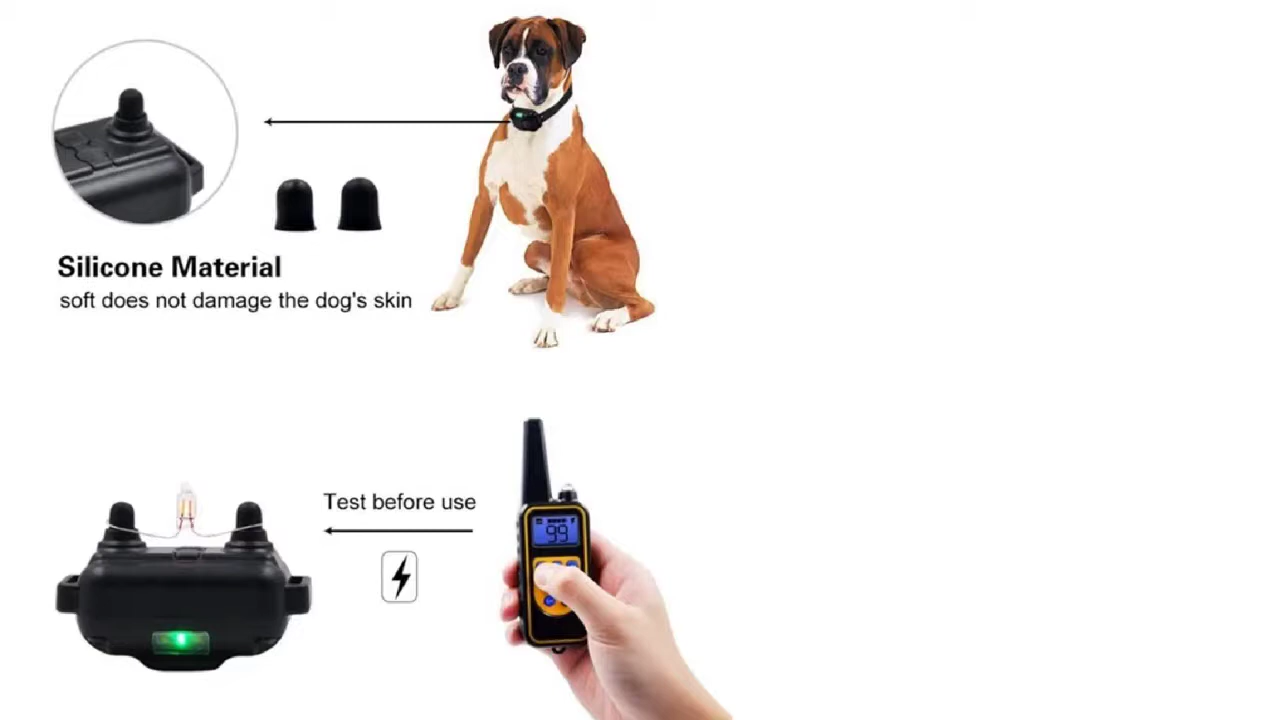 Silicone Material
soft does not damage the dog's skin
Test before use
99